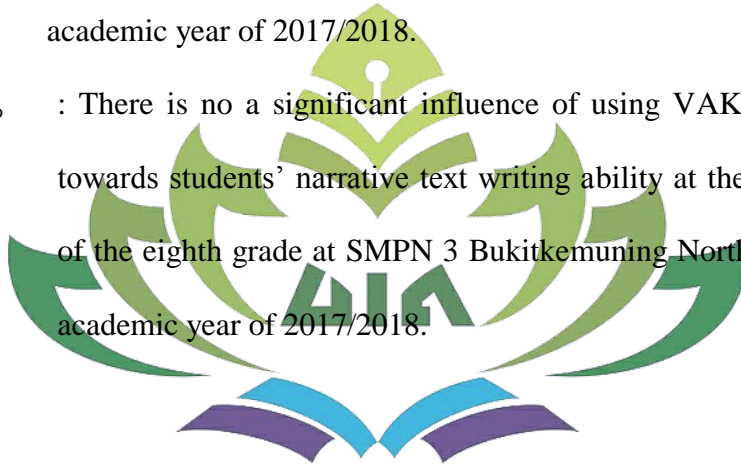 academic year of 2017/2018.
: There is no a significant influence of using VAK
towards students’ narrative text writing ability at the
of the eighth grade at SMPN 3 Bukitkemuning North
academic year of 2017/2018.
UIN